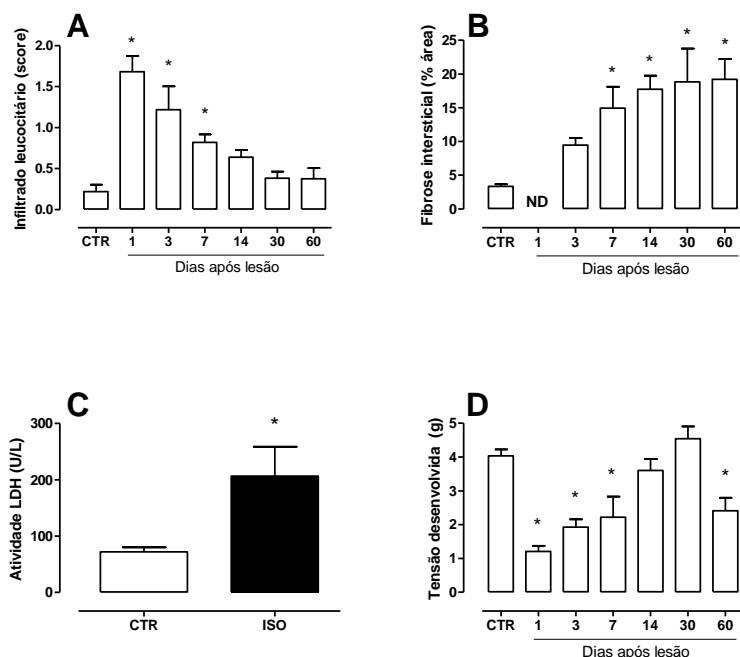 A
Infiltrado leucocitário (score)
2.0
1.5
1.0
0.5
0.0
* * *
CTR 1 3 7 14 30 60
Dias após lesão
B
Fibrose intersticial (% área)
25
20
15
10
5
0
ND
* * * *
CTR 1 3 7 14 30 60
Dias após lesão
C
Atividade LDH (U/L)
300
200
100
0
*
CTR ISO
D
Tensão desenvolvida (g)
5
4
3
2
1
0
* * * *
CTR 1 3 7 14 30 60
Dias após lesão